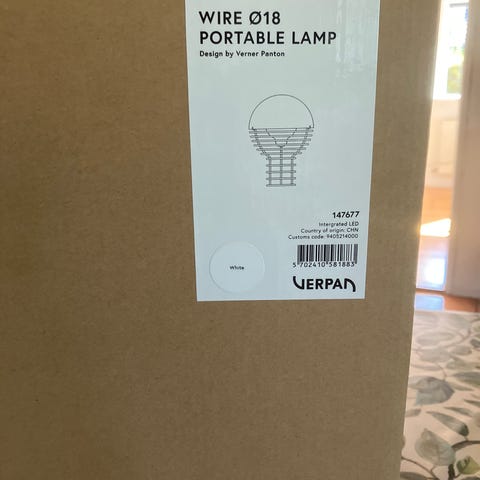 WIRE Ø18
PORTABLE LAMP
Design by Verner Panton
147677
Intergrated LED
Country of origin: CHN
Customs code: 9405214000
5 702410 581883
White
VERPAN